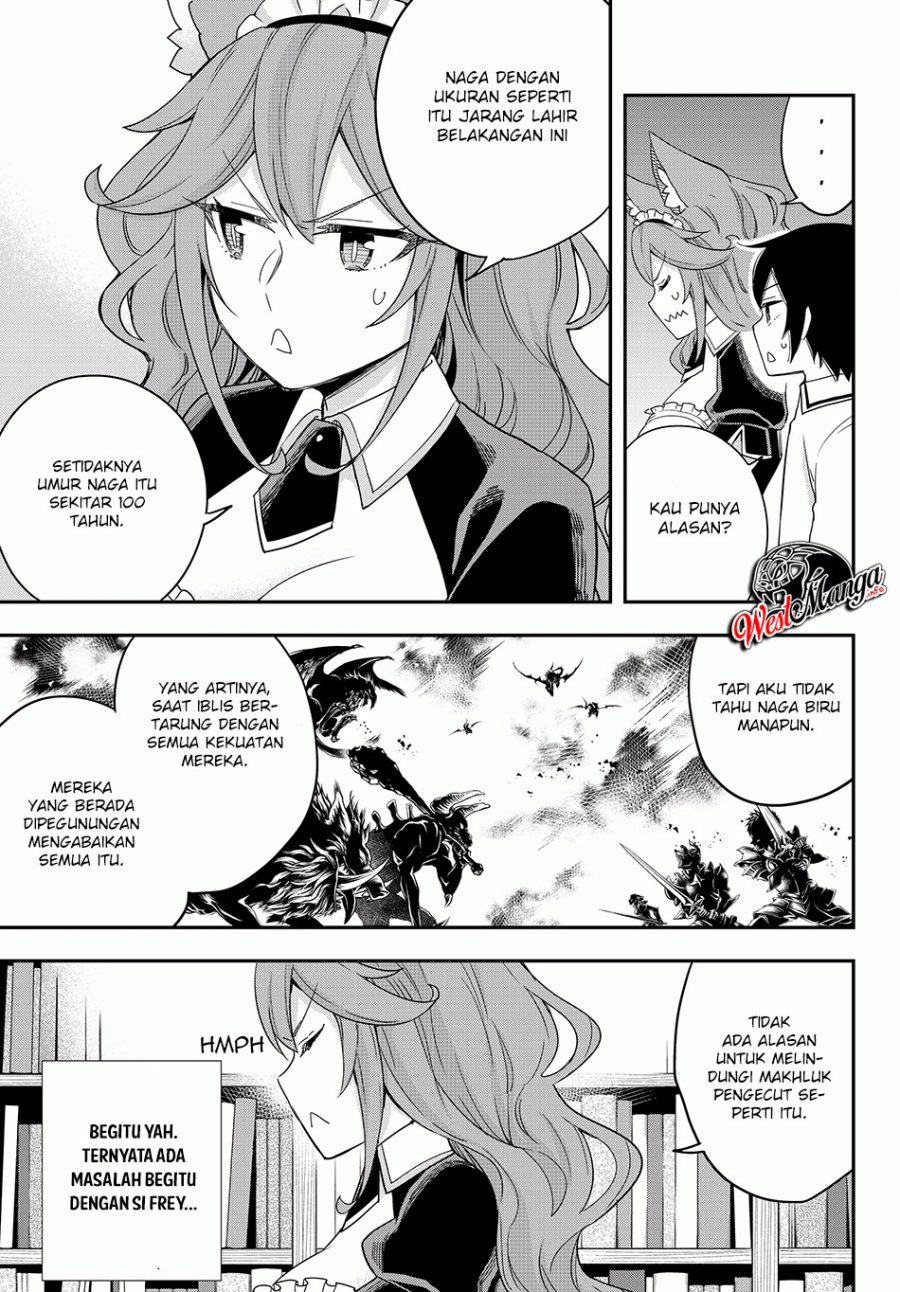 . . .
KAU PUNYA
ALASAN?
NAGA DENGAN
UKURAN SEPERTI
ITU JARANG LAHIR
BELAKANGAN INI
SETIDAKNYA
UMUR NAGA ITU
SEKITAR 100
TAHUN.
WestManga
.info
TAPI AKU TIDAK
TAHU NAGA BIRU
MANAPUN.
YANG ARTINYA,
SAAT IBLIS BER-
TARUNG DENGAN
SEMUA KEKUATAN
MEREKA.
MEREKA
YANG BERADA
DIPEGUNUNGAN
MENGABAIKAN
SEMUA ITU.
TIDAK
ADA ALASAN
UNTUK MELIN-
DUNGI MAKHLUK
PENGECUT SE-
PERTI ITU.
HMPH
BEGITU YAH.
TERNYATA ADA
MASALAH BEGITU
DENGAN SI FREY...